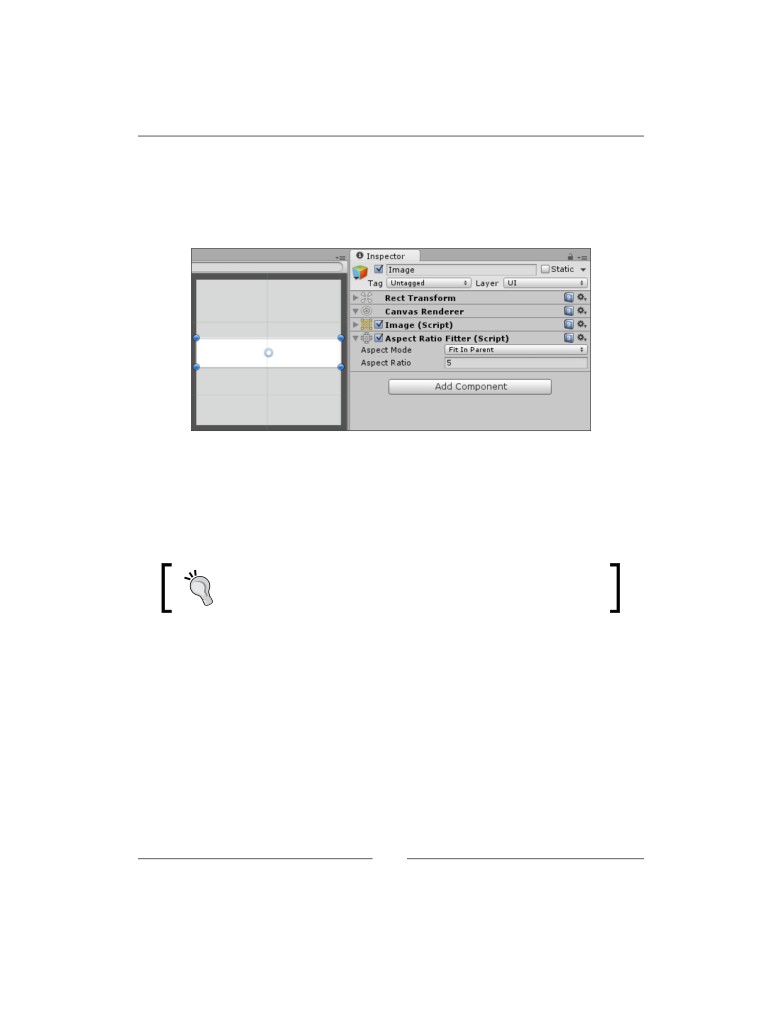 Inspector
Image
Static
Tag Untagged Layer UI
Rect Transform
Canvas Renderer
Image (Script)
Aspect Ratio Fitter (Script)
Aspect Mode Fit In Parent
Aspect Ratio 5
Add Component